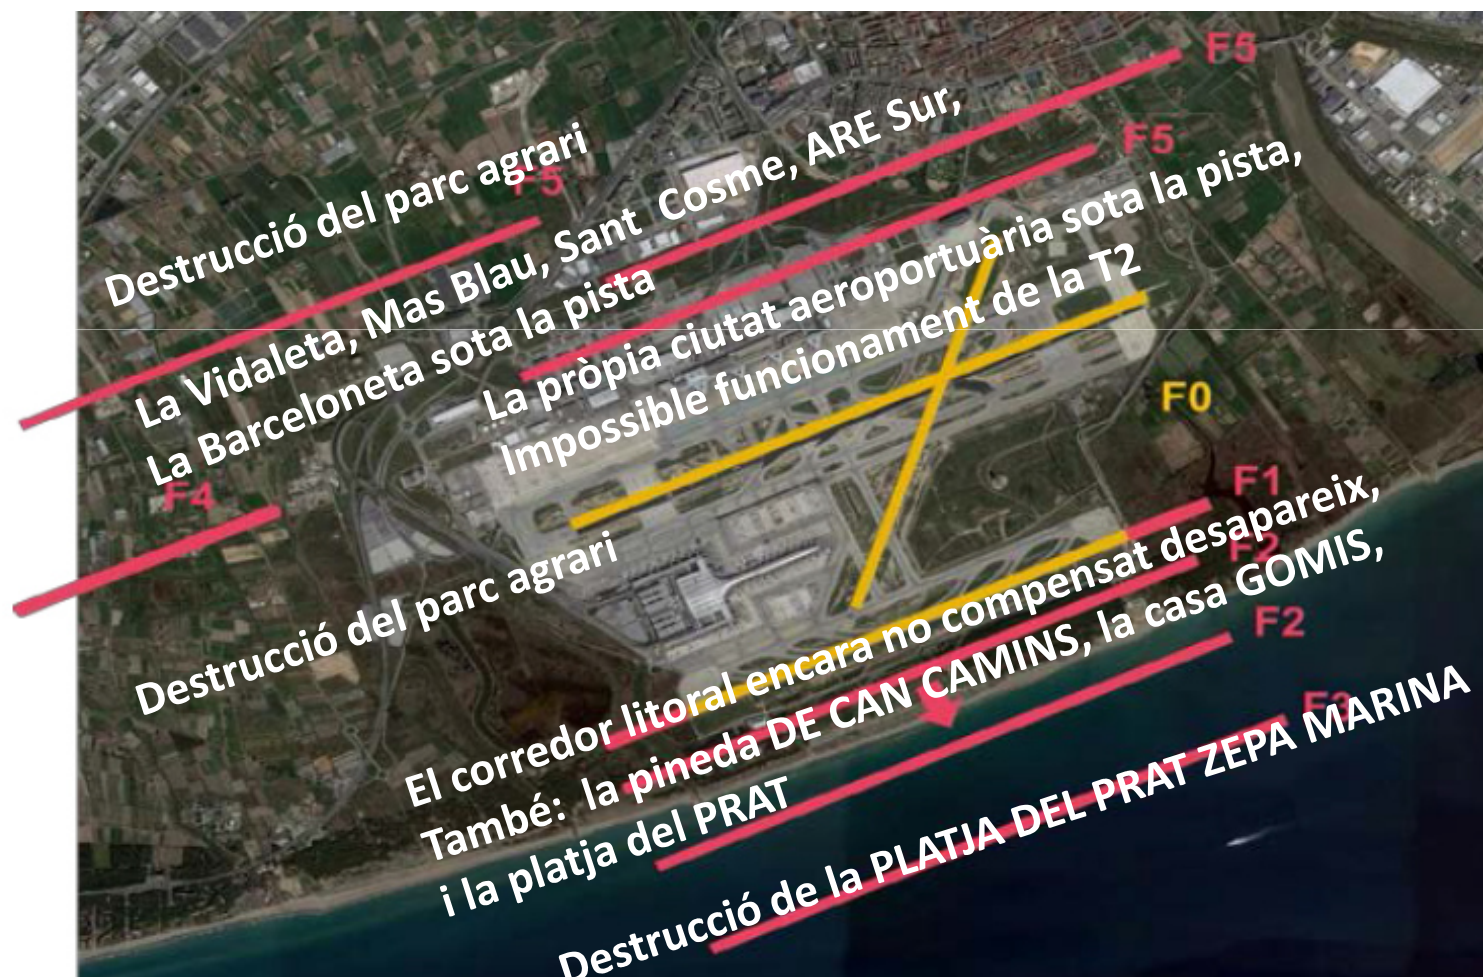 F5
F5
Destrucció del parc agrari
F5
La Vidaleta, Mas Blau, Sant Cosme, ARE Sur,
La Barceloneta sota la pista
La pròpia ciutat aeroportuària sota la pista,
Impossible funcionament de la T2
F0
F4
Destrucció del parc agrari
F1
F2
El corredor litoral encara no compensat desapareix,
També: la pineda DE CAN CAMINS, la casa GOMIS,
i la platja del PRAT
F2
F3
Destrucció de la PLATJA DEL PRAT ZEPA MARINA